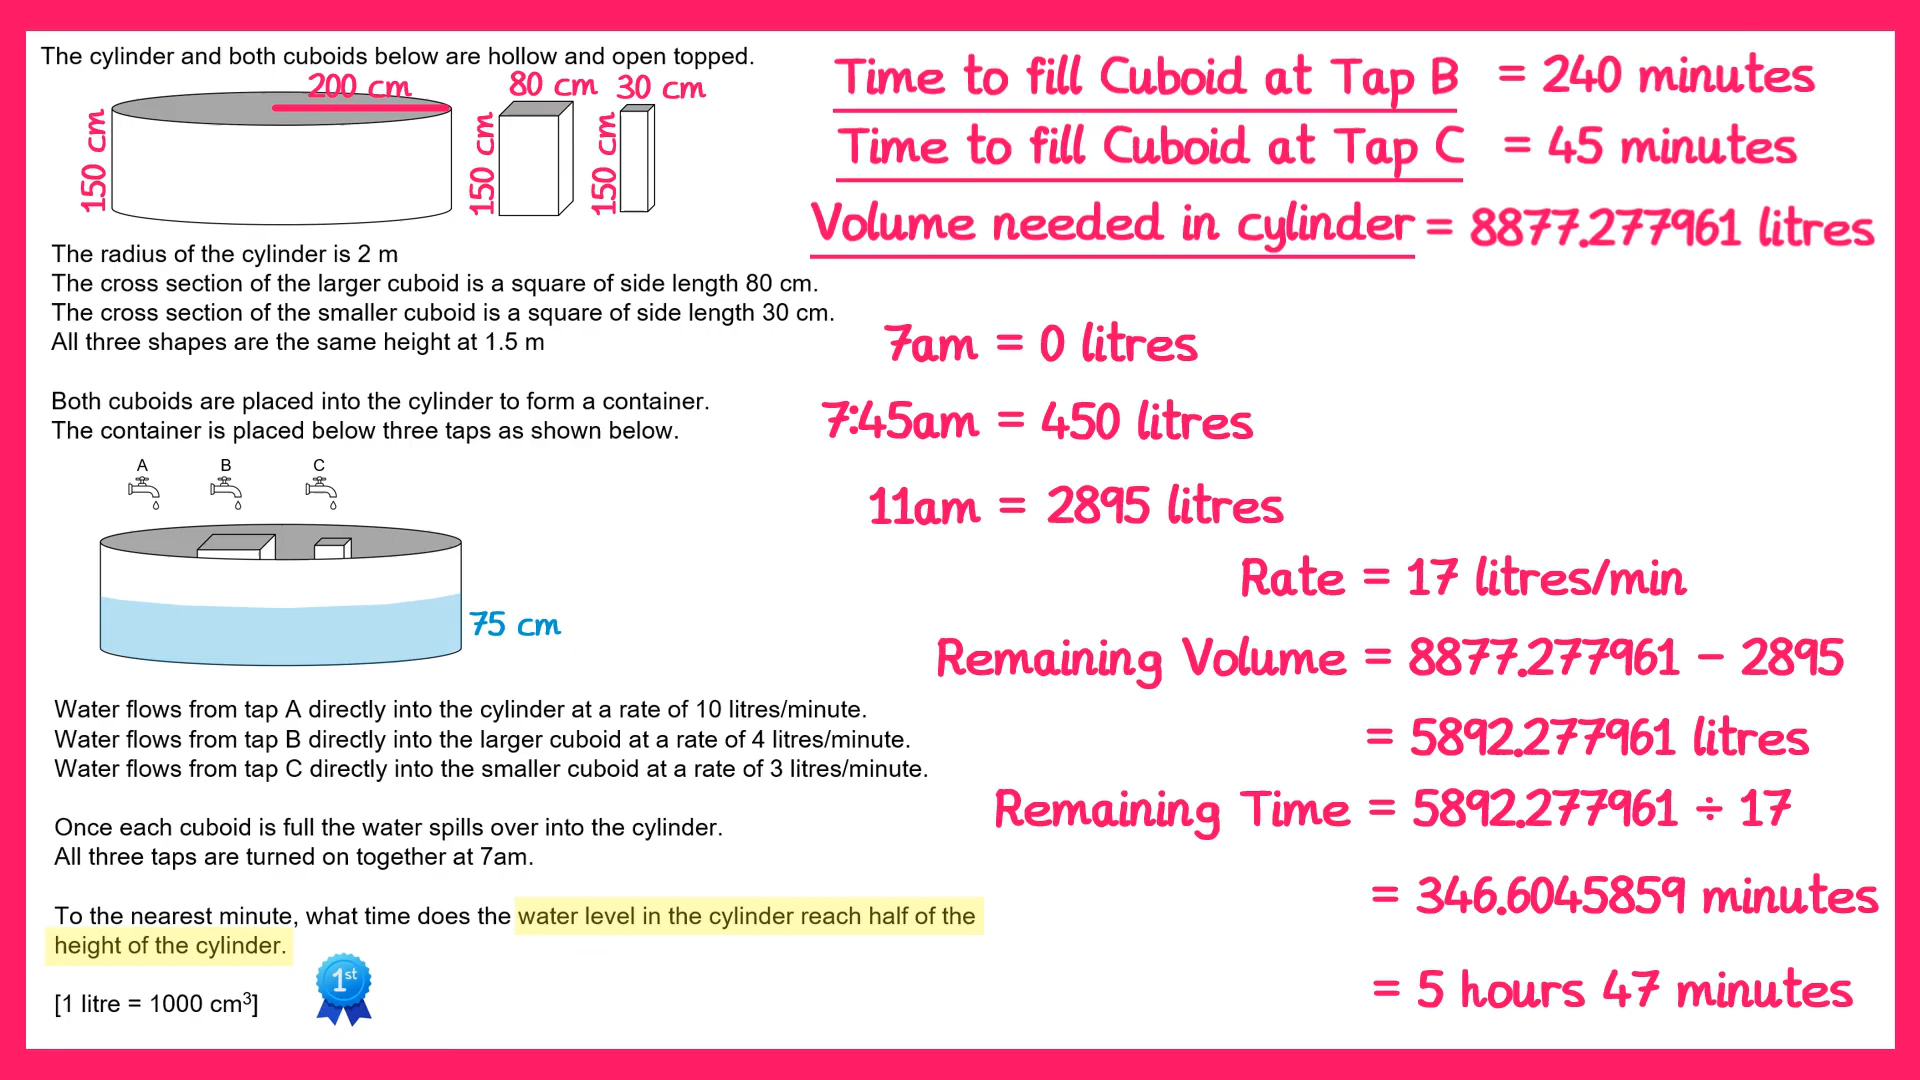 The cylinder and both cuboids below are hollow and open topped.
200 cm
80 cm
30 cm
150 cm
150 cm
150 cm
The radius of the cylinder is 2 m
The cross section of the larger cuboid is a square of side length 80 cm.
The cross section of the smaller cuboid is a square of side length 30 cm.
All three shapes are the same height at 1.5 m
Both cuboids are placed into the cylinder to form a container.
The container is placed below three taps as shown below.
A B C
75 cm
Water flows from tap A directly into the cylinder at a rate of 10 litres/minute.
Water flows from tap B directly into the larger cuboid at a rate of 4 litres/minute.
Water flows from tap C directly into the smaller cuboid at a rate of 3 litres/minute.
Once each cuboid is full the water spills over into the cylinder.
All three taps are turned on together at 7am.
To the nearest minute, what time does the water level in the cylinder reach half of the
height of the cylinder.
1st
[1 litre = 1000 cm³]
Time to fill Cuboid at Tap B = 240 minutes
Time to fill Cuboid at Tap C = 45 minutes
Volume needed in cylinder = 8877.277961 litres
7am = 0 litres
7:45am = 450 litres
11am = 2895 litres
Rate = 17 litres/min
Remaining Volume = 8877.277961 - 2895
= 5892.277961 litres
Remaining Time = 5892.277961 ÷ 17
= 346.6045859 minutes
= 5 hours 47 minutes